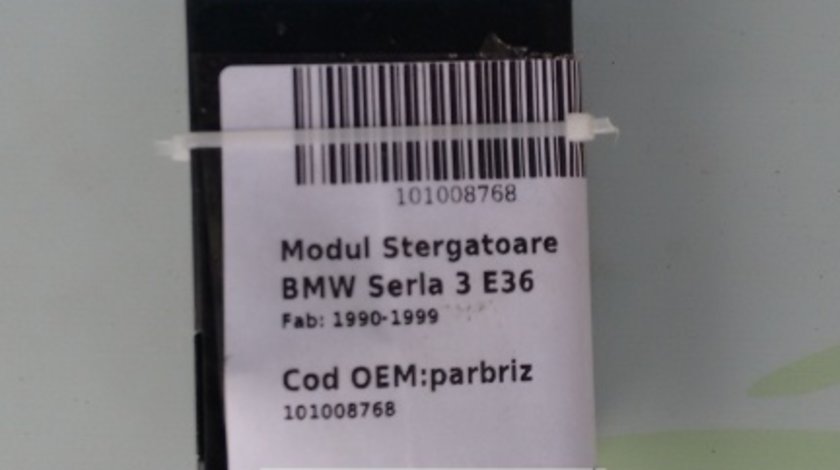 101008768
Modul Stergatoare
BMW Serla 3 E36
Fab: 1990-1999
Cod OEM:parbriz
101008768